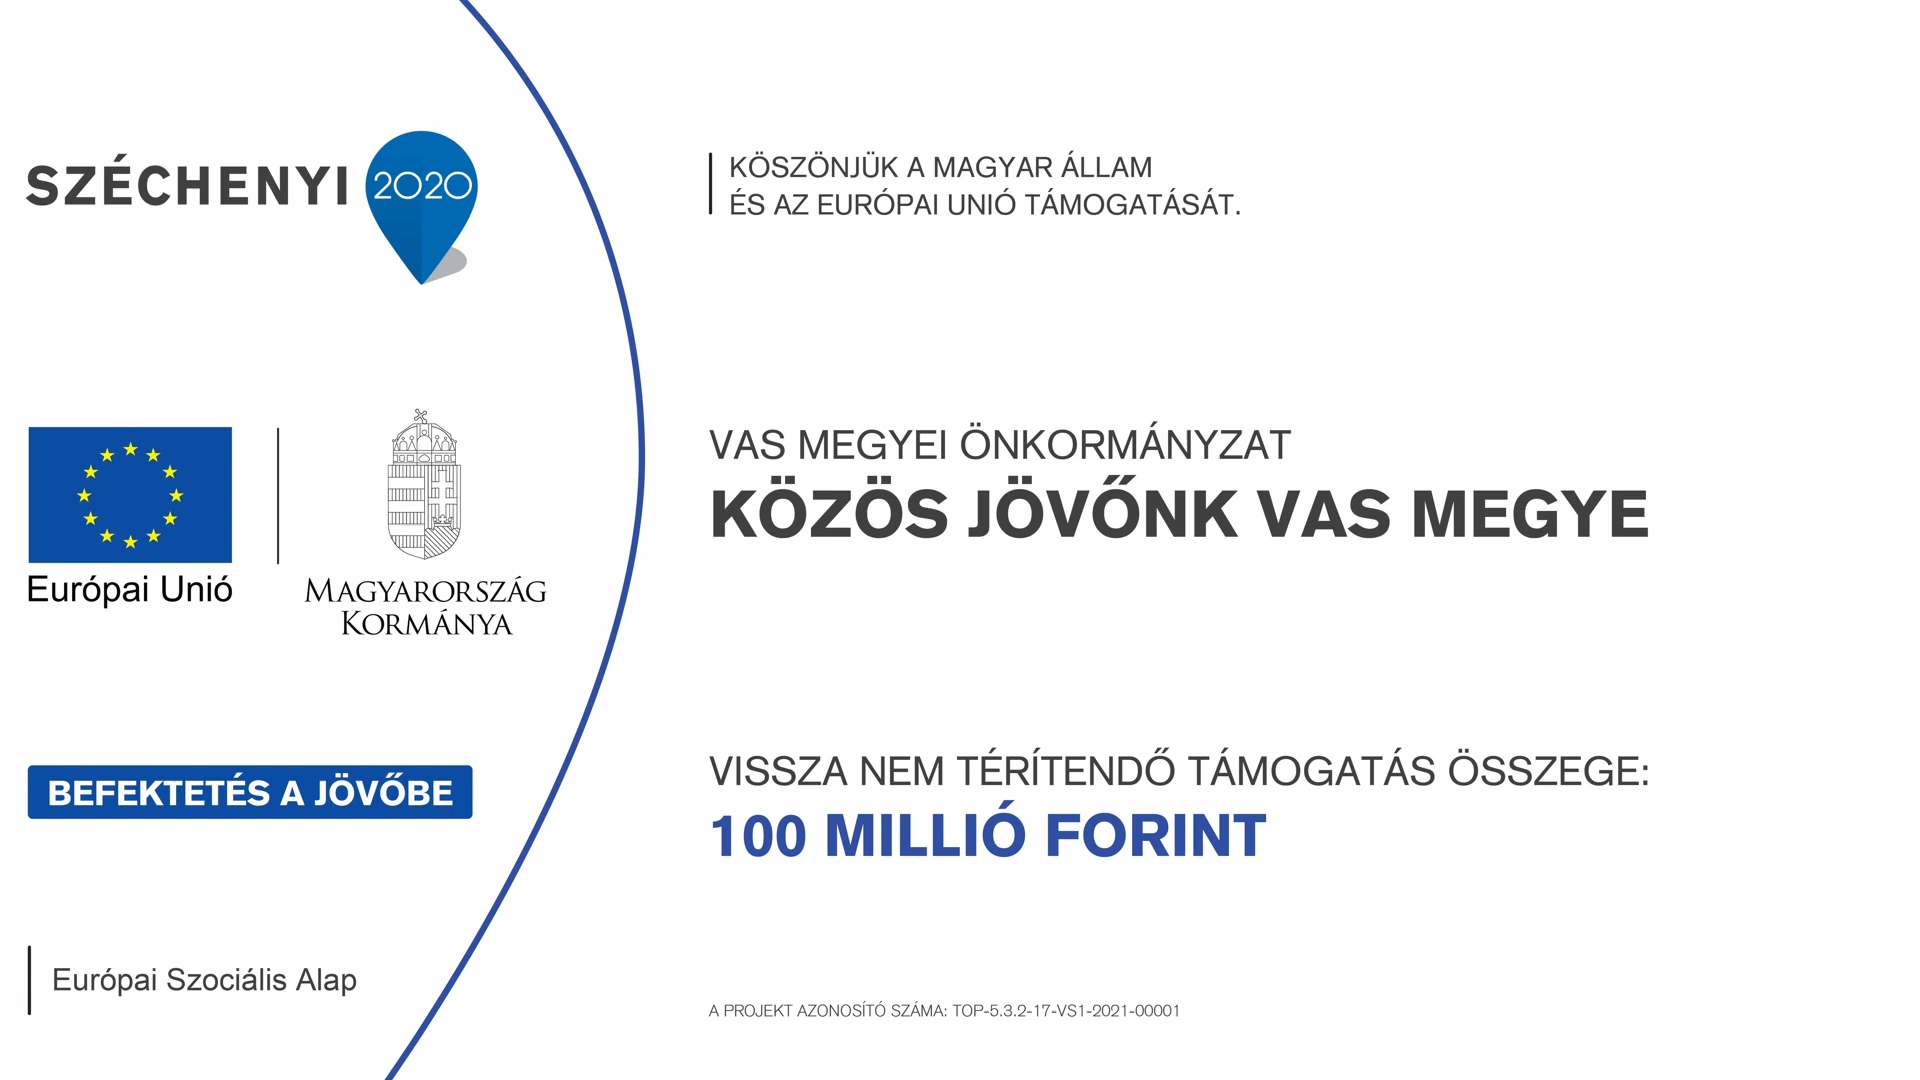 SZÉCHENYI 2020
KÖSZÖNJÜK A MAGYAR ÁLLAM
ÉS AZ EURÓPAI UNIÓ TÁMOGATÁSÁT.
Európai Unió
MAGYARORSZÁG
KORMÁNYA
VAS MEGYEI ÖNKORMÁNYZAT
KÖZÖS JÖVŐNK VAS MEGYE
BEFEKTETÉS A JÖVŐBE
VISSZA NEM TÉRÍTENDŐ TÁMOGATÁS ÖSSZEGE:
100 MILLIÓ FORINT
Európai Szociális Alap
A PROJEKT AZONOSÍTÓ SZÁMA: TOP-5.3.2-17-VS1-2021-00001